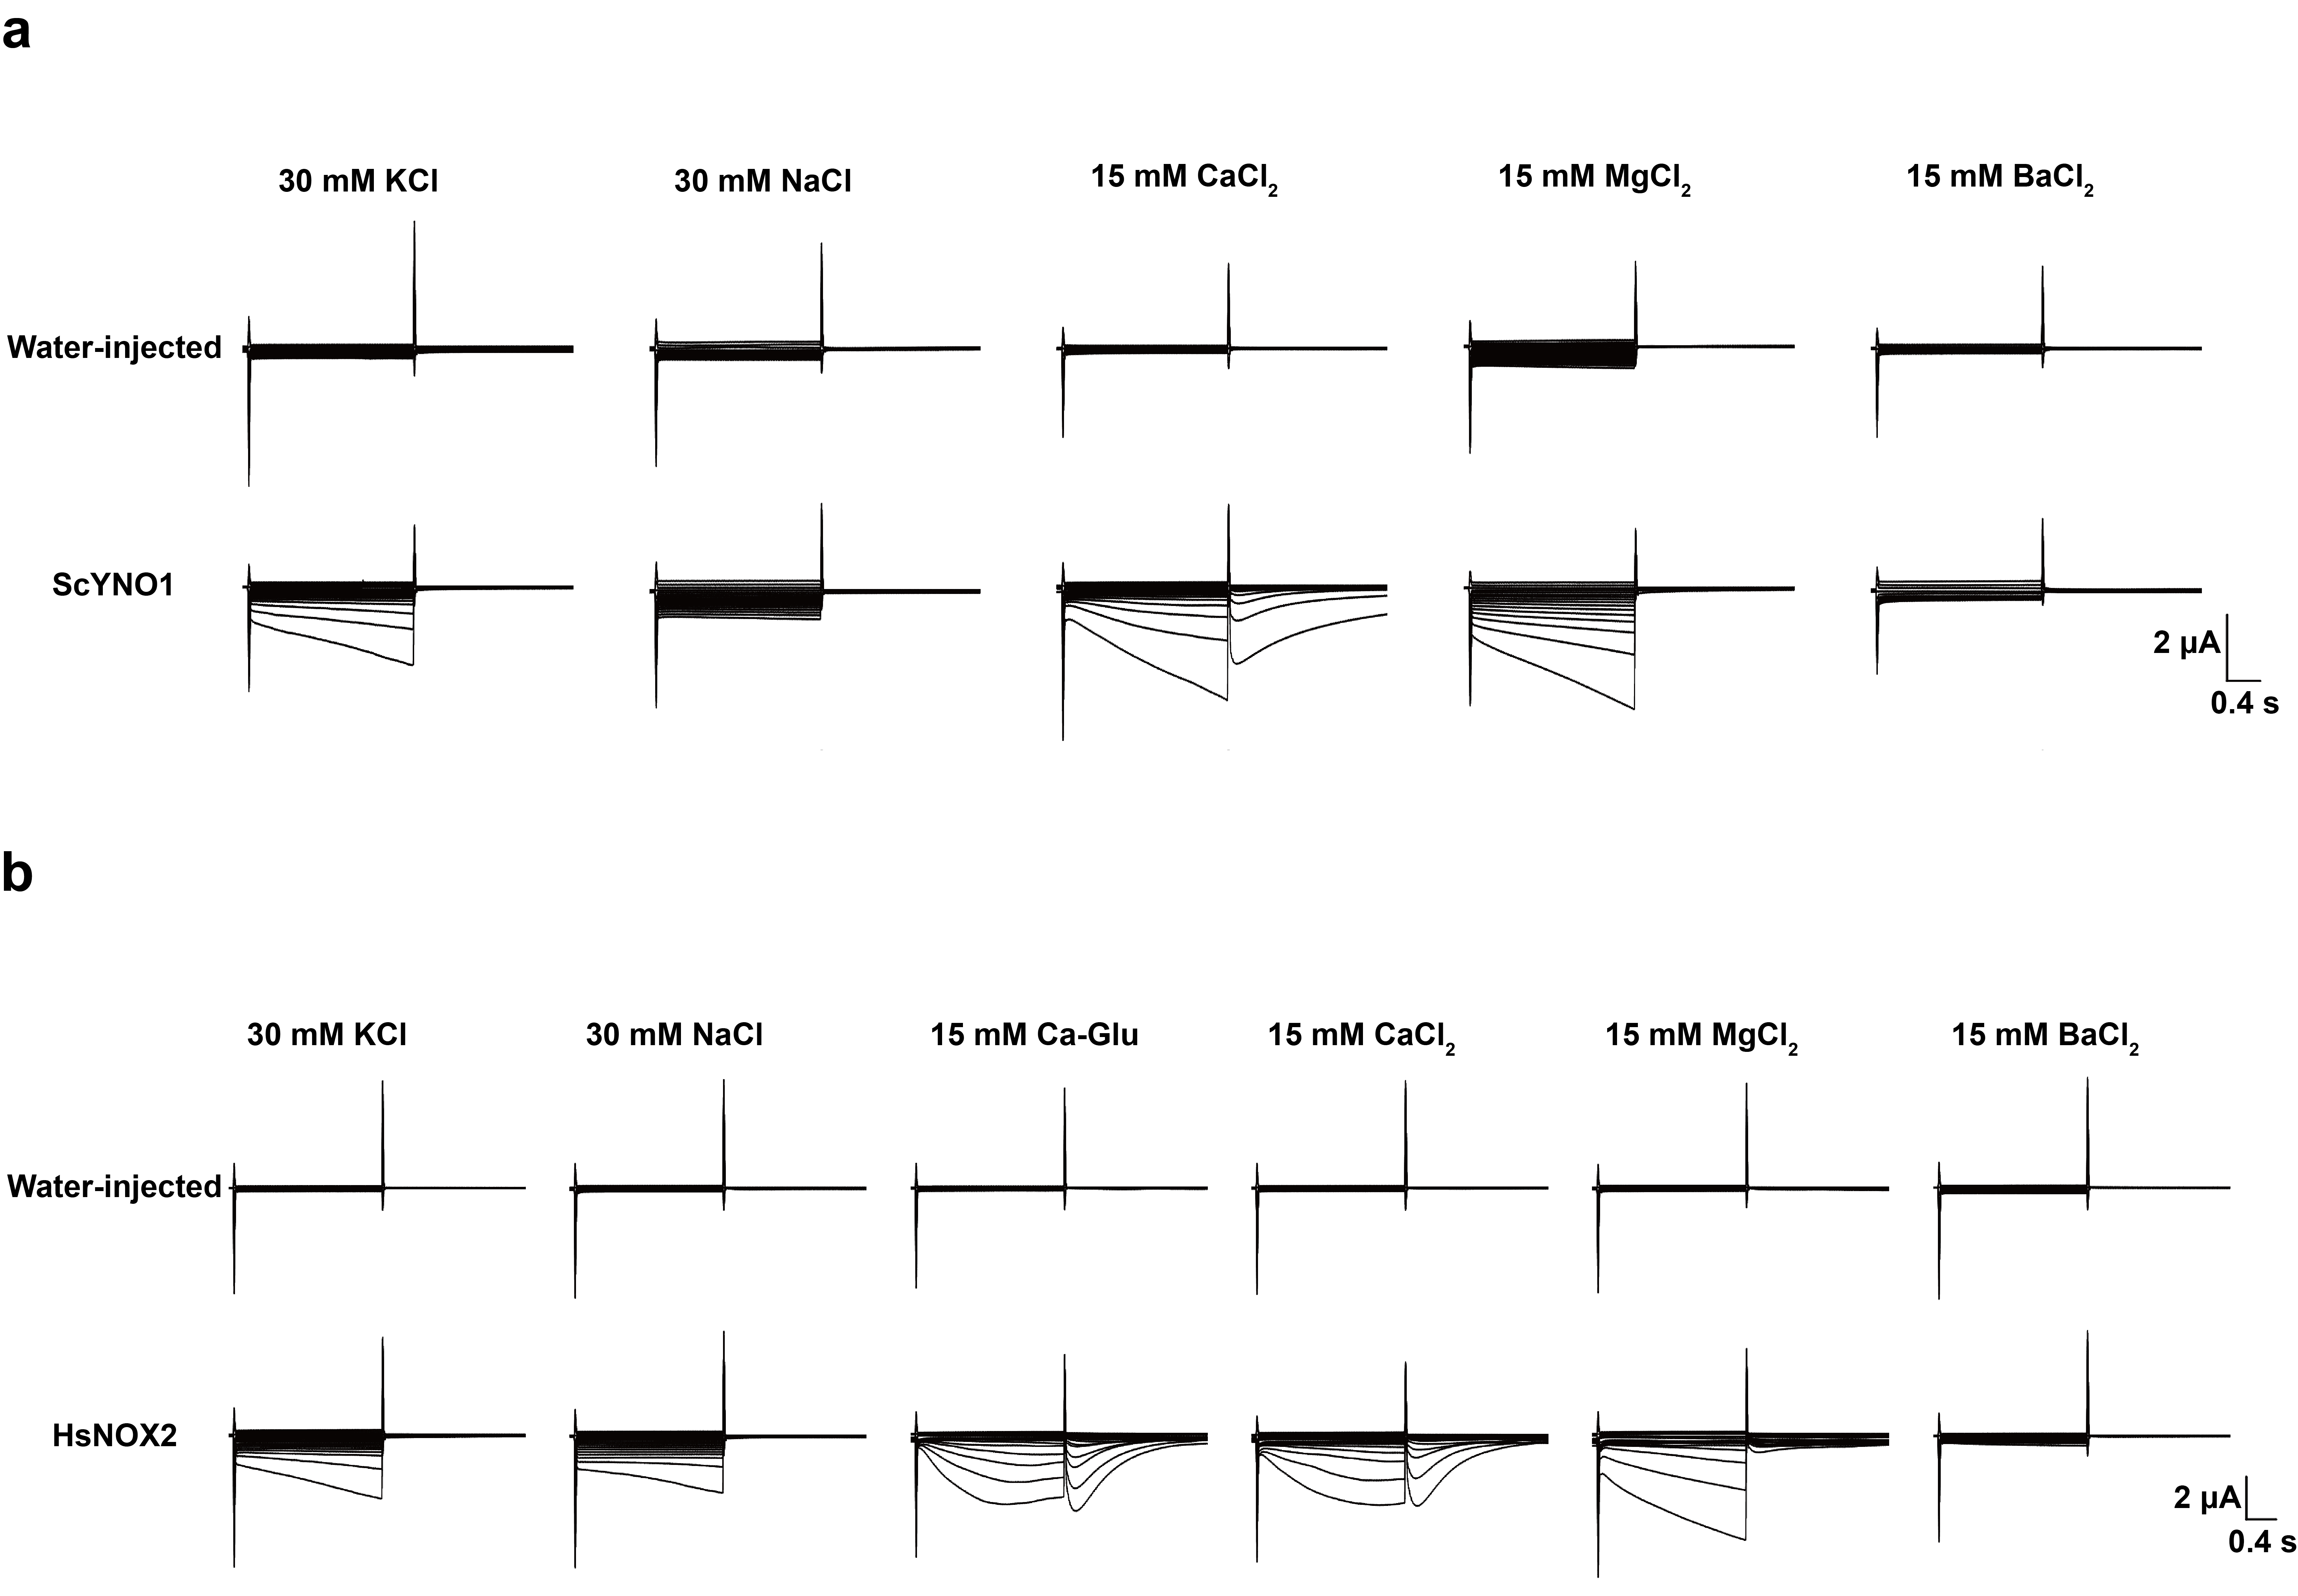 a
30 mM KCl
30 mM NaCl
15 mM CaCl₂
15 mM MgCl₂
15 mM BaCl₂
Water-injected
ScYNO1
2 µA
0.4 s
b
30 mM KCl
30 mM NaCl
15 mM Ca-Glu
15 mM CaCl₂
15 mM MgCl₂
15 mM BaCl₂
Water-injected
HsNOX2
2 µA
0.4 s